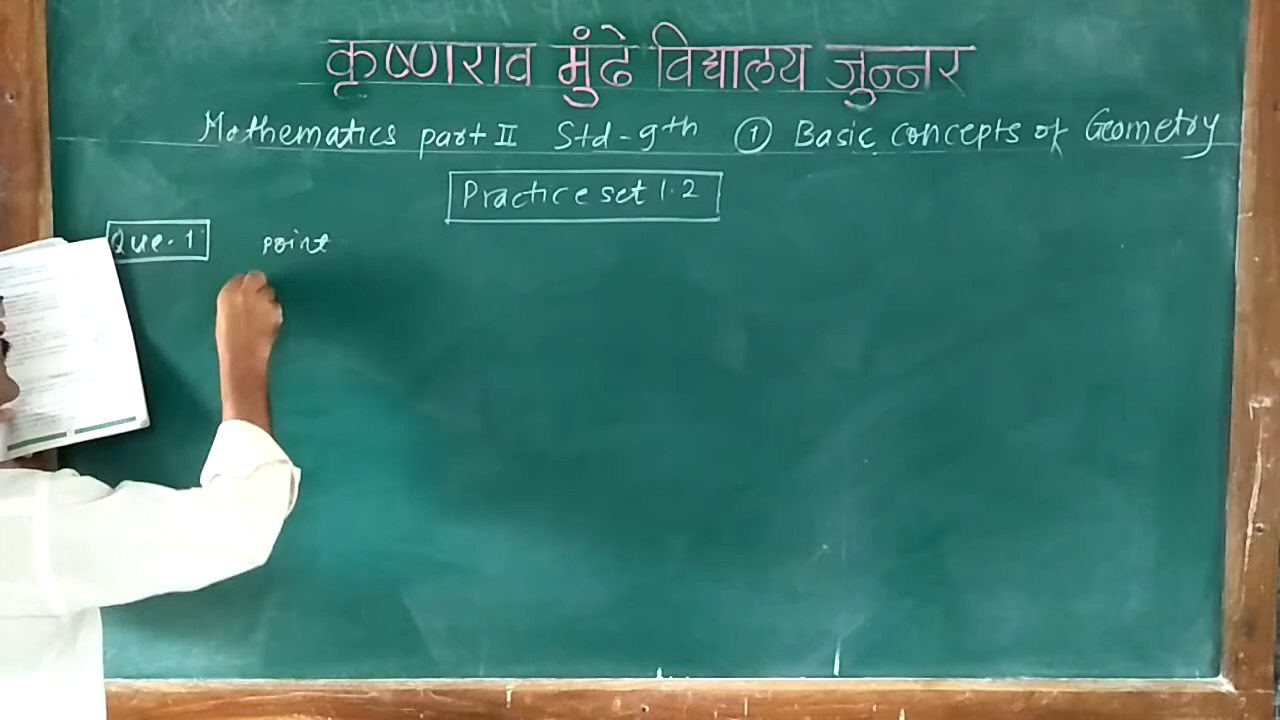 कृष्णराव मुंढे विद्यालय जुन्नर
Mathematics part II Std-9th ① Basic concepts of Geometry
Practice set 1.2
Que. 1 point